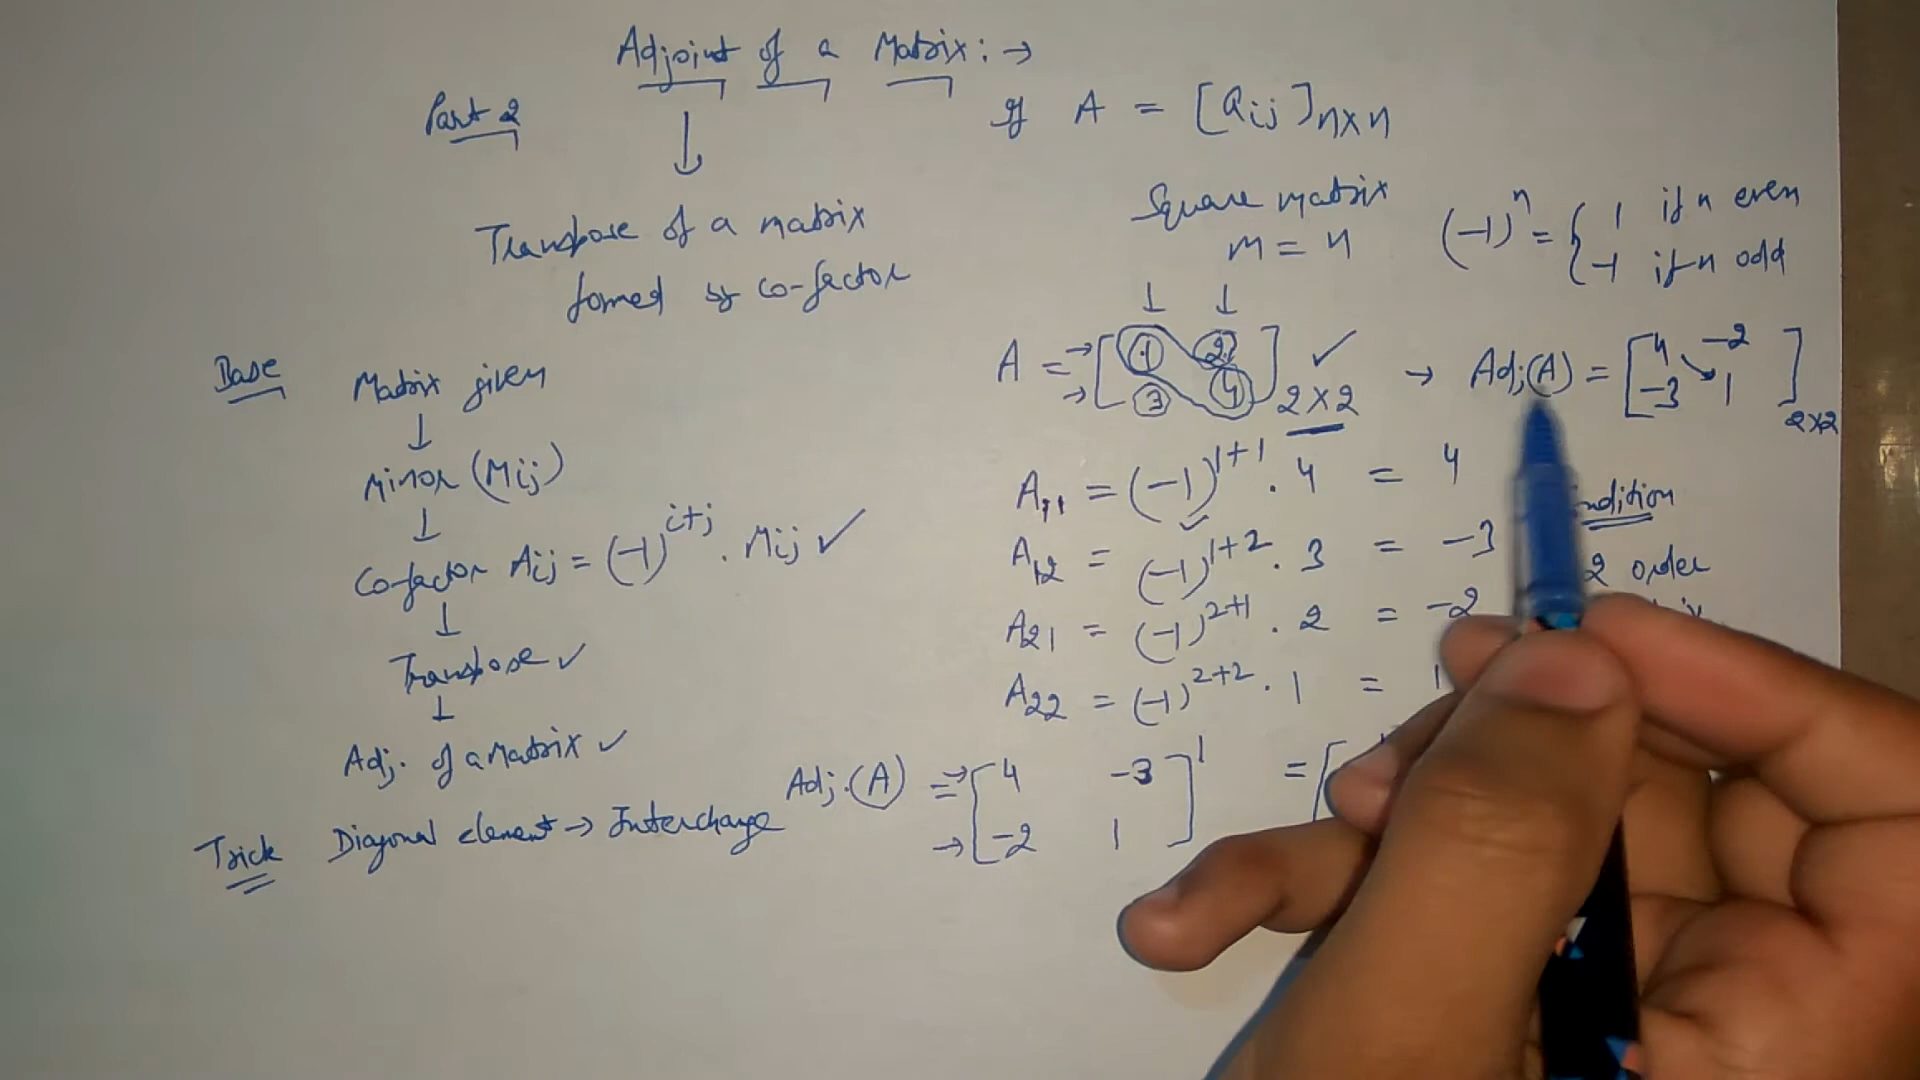 Adjoint of a Matrix: →
Part 2
If A = [aij]n×n
↓
Transpose of a matrix
formed by co-factor
Square matrix
m = n
(-1)^n = { 1 if n even
-1 if n odd
Base
Matrix given
↓
Minor (Mij)
↓
Co-factor Aij = (-1)^i+j . Mij ✓
↓
Transpose ✓
↓
Adj. of a Matrix ✓
A = [1 2
3 4] 2×2 ✓
→ Adj(A) = [4 -2
-3 1] 2×2
A11 = (-1)^1+1 . 4 = 4
A12 = (-1)^1+2 . 3 = -3
A21 = (-1)^2+1 . 2 = -2
A22 = (-1)^2+2 . 1 = 1
2 order
Adj.(A) = [4 -3
-2 1]' = [
Trick Diagonal element → Interchange